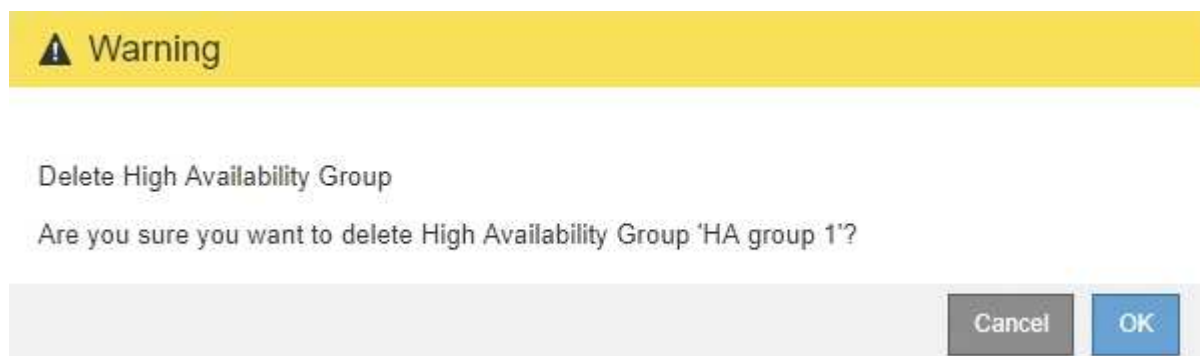 Warning
Delete High Availability Group
Are you sure you want to delete High Availability Group 'HA group 1'?
Cancel OK